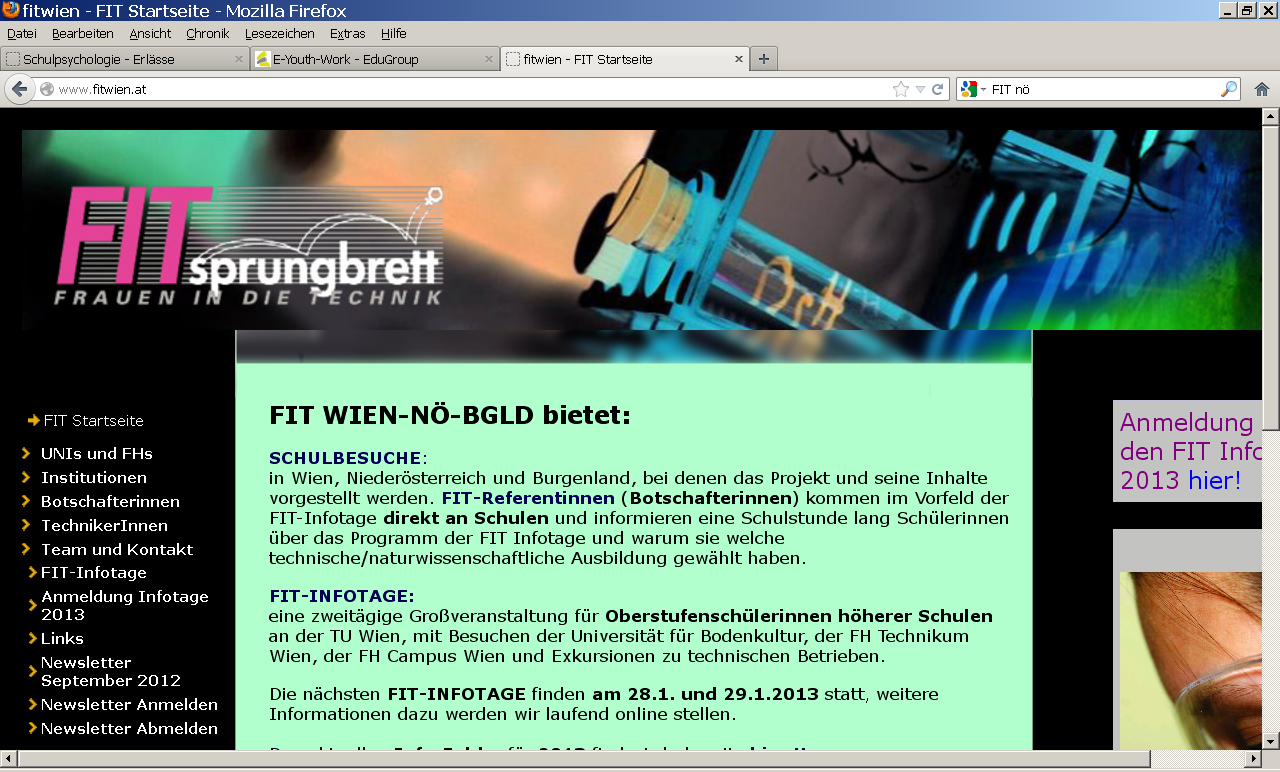 fitwien - FIT Startseite - Mozilla Firefox
Datei Bearbeiten Ansicht Chronik Lesezeichen Extras Hilfe
Schulpsychologie - Erlässe
E-Youth-Work - EduGroup
fitwien - FIT Startseite
www.fitwien.at
FIT nö
FIT sprungbrett
FRAUEN IN DIE TECHNIK
FIT Startseite
UNIs und FHs
Institutionen
Botschafterinnen
TechnikerInnen
Team und Kontakt
FIT-Infotage
Anmeldung Infotage
2013
Links
Newsletter
September 2012
Newsletter Anmelden
Newsletter Abmelden
FIT WIEN-NÖ-BGLD bietet:
SCHULBESUCHE:
in Wien, Niederösterreich und Burgenland, bei denen das Projekt und seine Inhalte
vorgestellt werden. FIT-Referentinnen (Botschafterinnen) kommen im Vorfeld der
FIT-Infotage direkt an Schulen und informieren eine Schulstunde lang Schülerinnen
über das Programm der FIT Infotage und warum sie welche
technische/naturwissenschaftliche Ausbildung gewählt haben.
FIT-INFOTAGE:
eine zweitägige Großveranstaltung für Oberstufenschülerinnen höherer Schulen
an der TU Wien, mit Besuchen der Universität für Bodenkultur, der FH Technikum
Wien, der FH Campus Wien und Exkursionen zu technischen Betrieben.
Die nächsten FIT-INFOTAGE finden am 28.1. und 29.1.2013 statt, weitere
Informationen dazu werden wir laufend online stellen.
Anmeldung
den FIT Info
2013 hier!